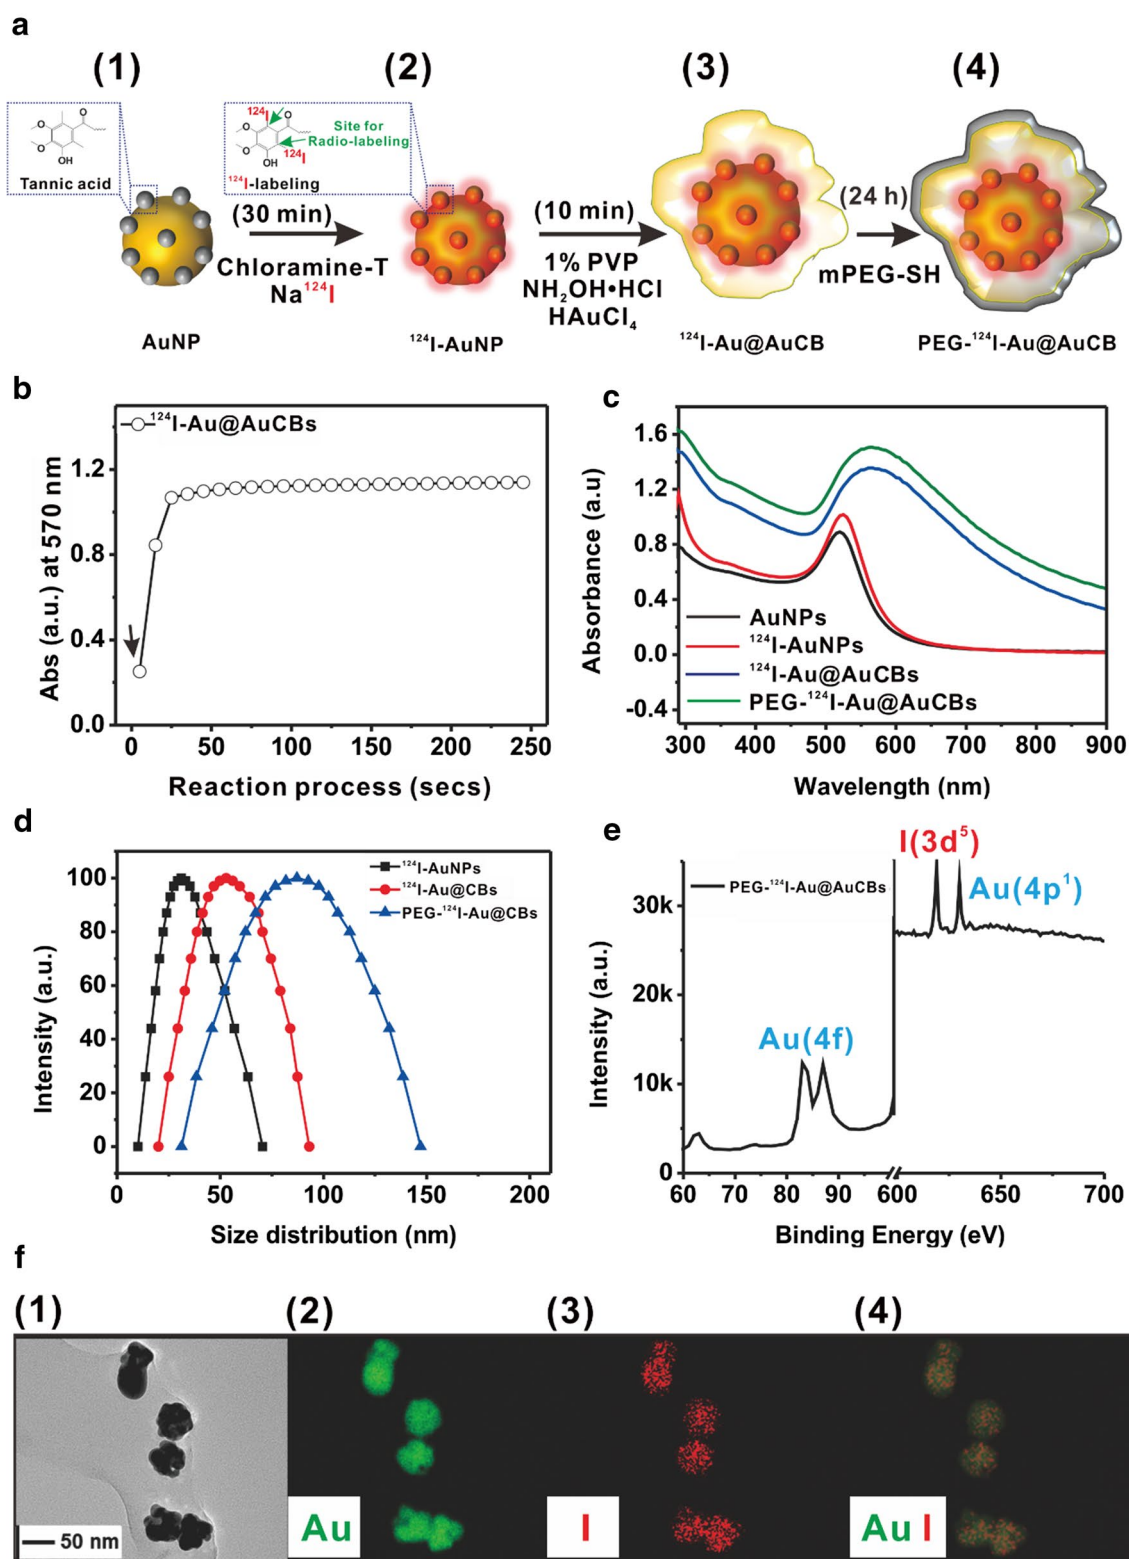 a
(1)
(2)
(3)
(4)
O
OH
Tannic acid
¹²⁴I
O
Site for
Radio-labeling
¹²⁴I
OH
¹²⁴I-labeling
(30 min)
Chloramine-T
Na¹²⁴I
(10 min)
1% PVP
NH₂OH•HCl
HAuCl₄
(24 h)
mPEG-SH
AuNP
¹²⁴I-AuNP
¹²⁴I-Au@AuCB
PEG-¹²⁴I-Au@AuCB
b
¹²⁴I-Au@AuCBs
Abs (a.u.) at 570 nm
1.2
0.8
0.4
0.0
0 50 100 150 200 250
Reaction process (secs)
c
Absorbance (a.u)
1.6
1.2
0.8
0.4
0.0
-0.4
AuNPs
¹²⁴I-AuNPs
¹²⁴I-Au@AuCBs
PEG-¹²⁴I-Au@AuCBs
300 400 500 600 700 800 900
Wavelength (nm)
d
¹²⁴I-AuNPs
¹²⁴I-Au@CBs
PEG-¹²⁴I-Au@CBs
Intensity (a.u.)
100
80
60
40
20
0
0 50 100 150 200
Size distribution (nm)
e
I(3d⁵)
PEG-¹²⁴I-Au@AuCBs
Au(4p¹)
Au(4f)
Intensity (a.u.)
30k
20k
10k
0
60 70 80 90 600 650 700
Binding Energy (eV)
f
(1)
(2)
(3)
(4)
50 nm
Au
I
Au I